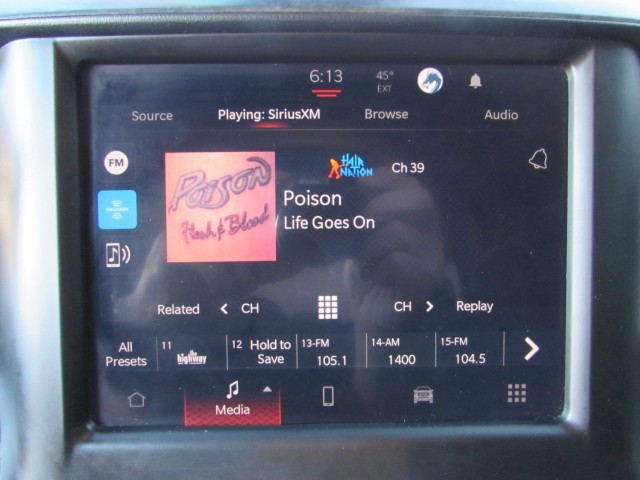 6:13
45°
EXT
Source
Playing: SiriusXM
Browse
Audio
FM
Poison
Flesh & Blood
HAIR
NATION
Ch 39
Poison
Life Goes On
Related
CH
CH
Replay
All
Presets
11
the
highway
12 Hold to
Save
13-FM
105.1
14-AM
1400
15-FM
104.5
Media